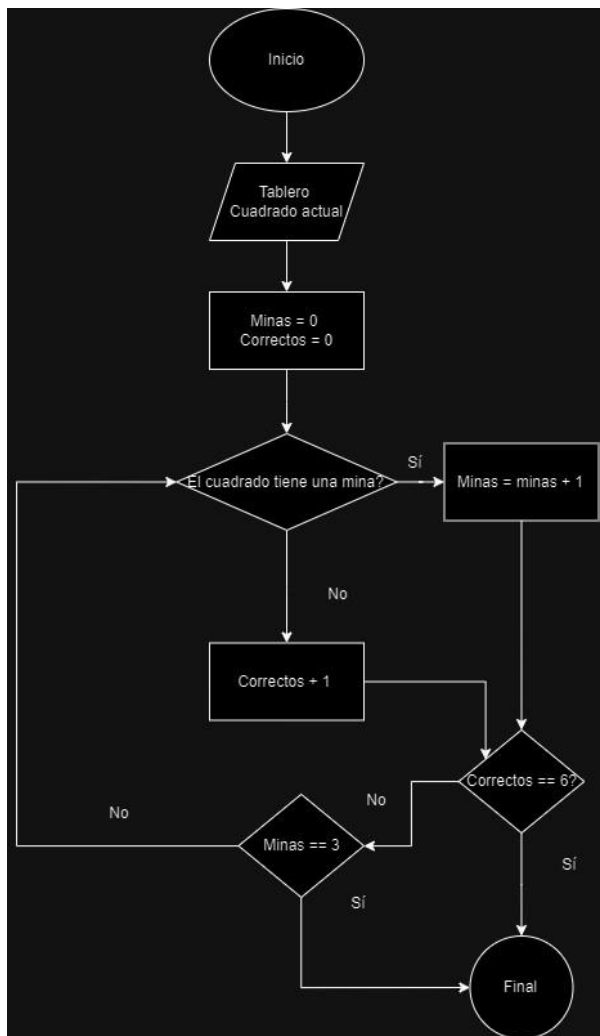 Inicio
Tablero
Cuadrado actual
Minas = 0
Correctos = 0
El cuadrado tiene una mina?
Sí
Minas = minas + 1
No
Correctos + 1
Correctos == 6?
No
No
Minas == 3
Sí
Sí
Final